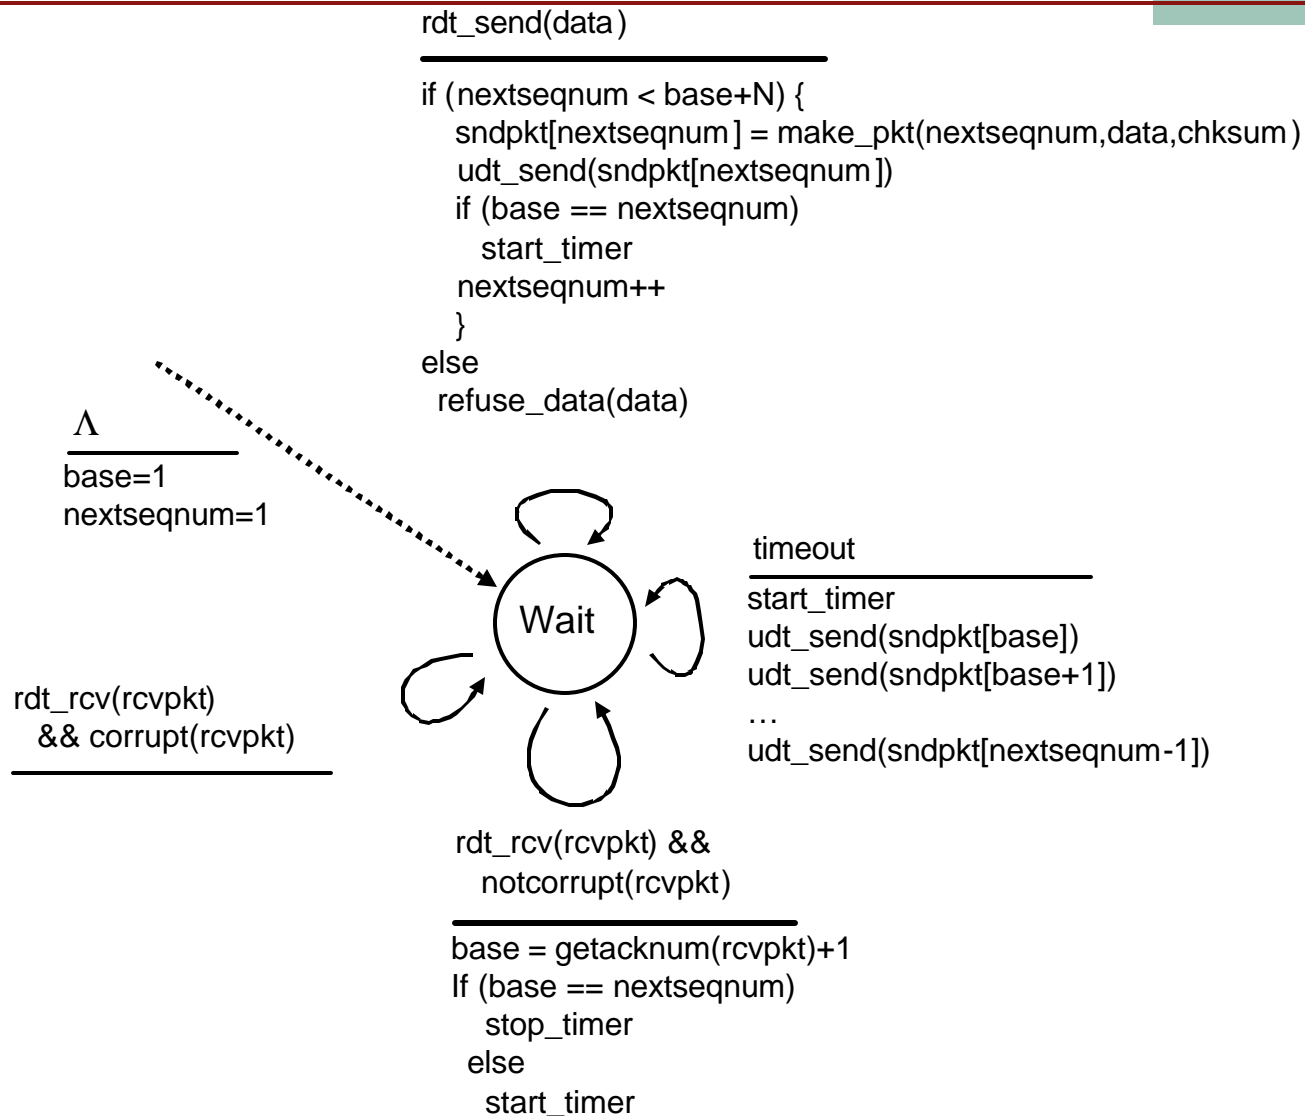 rdt_send(data)
if (nextseqnum < base+N) {
sndpkt[nextseqnum] = make_pkt(nextseqnum,data,chksum)
udt_send(sndpkt[nextseqnum])
if (base == nextseqnum)
start_timer
nextseqnum++
}
else
refuse_data(data)
Λ
base=1
nextseqnum=1
Wait
timeout
start_timer
udt_send(sndpkt[base])
udt_send(sndpkt[base+1])
…
udt_send(sndpkt[nextseqnum-1])
rdt_rcv(rcvpkt)
&& corrupt(rcvpkt)
rdt_rcv(rcvpkt) &&
notcorrupt(rcvpkt)
base = getacknum(rcvpkt)+1
If (base == nextseqnum)
stop_timer
else
start_timer